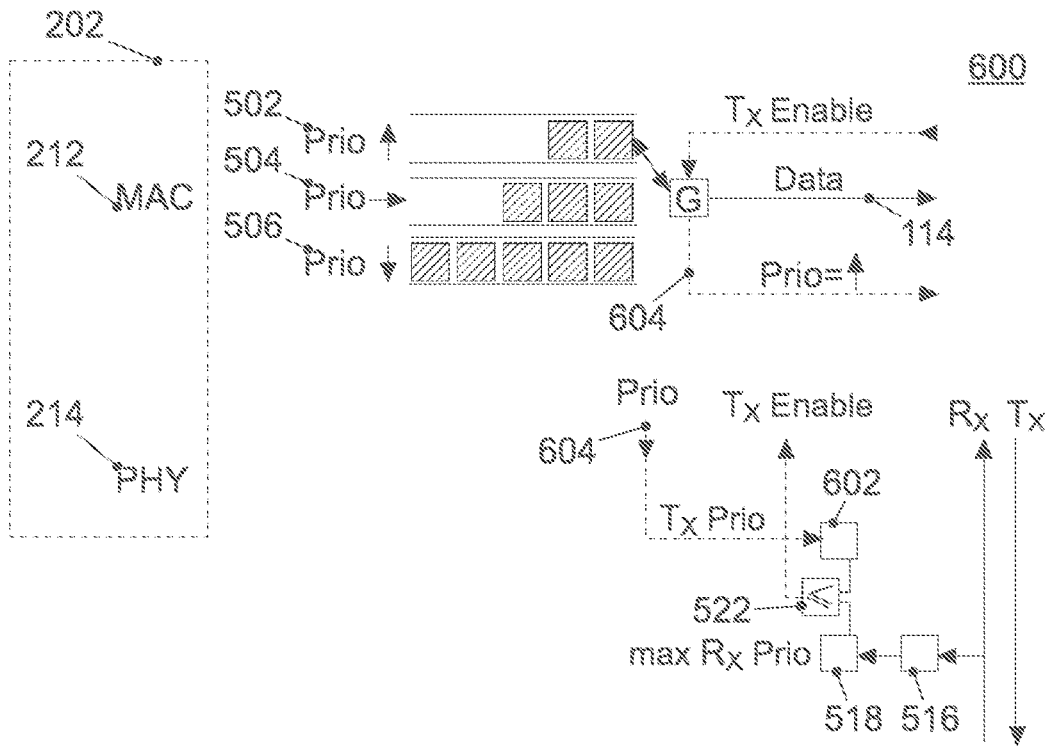 202
600
502
Prio
Tx Enable
212
504
MAC
Prio
G
Data
506
Prio
114
604
Prio=
Prio
Tx Enable
Rx Tx
214
604
PHY
602
Tx Prio
522
≤
max Rx Prio
518
516